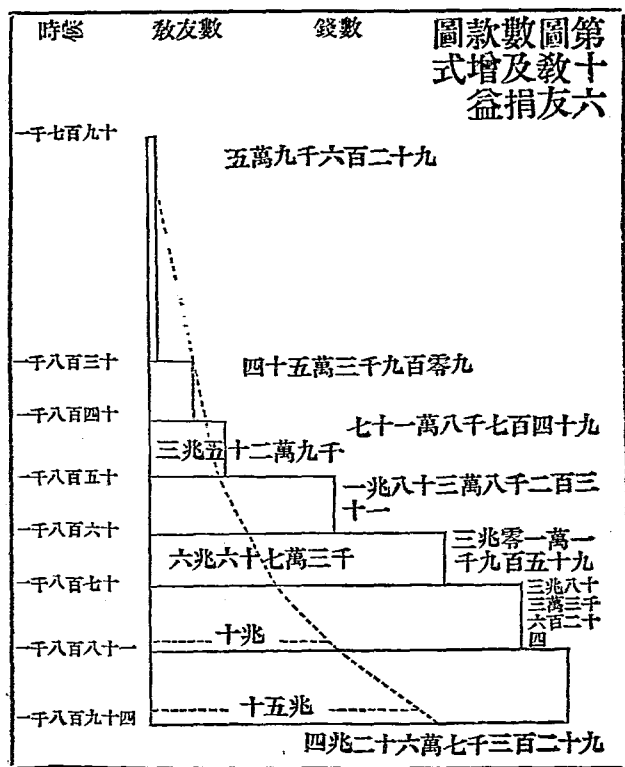 第十六
圖敎友
數及捐
款增益
圖式
時
敎友數
錢數
一千七百九十
五萬九千六百二十九
一千八百三十
四十五萬三千九百零九
一千八百四十
七十一萬八千七百四十九
三兆五十二萬九千
一千八百五十
一兆八十三萬八千二百三
十一
一千八百六十
三兆零一萬一
千九百五十九
六兆六十七萬三千
一千八百七十
三兆八十
三萬三千
六百二十
四
十兆
一千八百八十一
十五兆
一千八百九十四
四兆二十六萬七千三百二十九